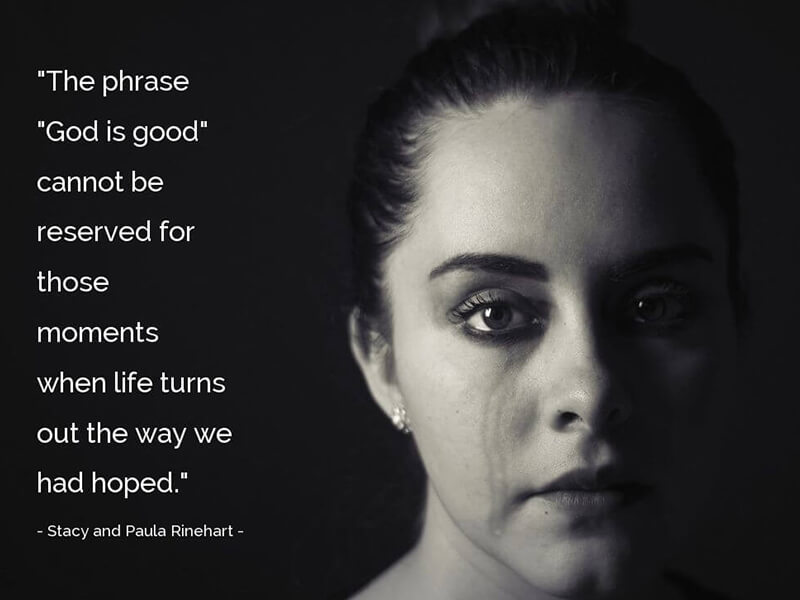 "The phrase
"God is good"
cannot be
reserved for
those
moments
when life turns
out the way we
had hoped."
- Stacy and Paula Rinehart -